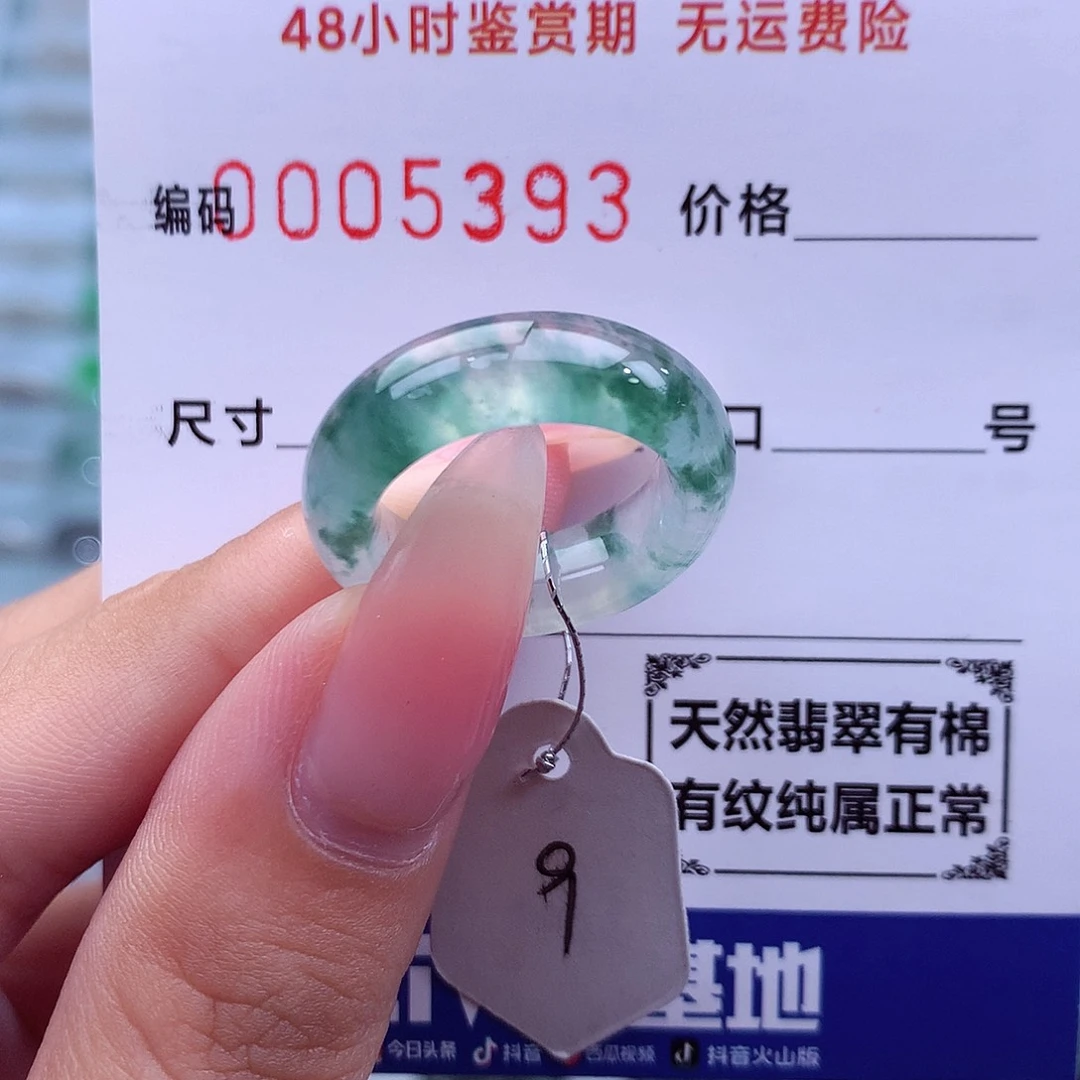 48小时鉴赏期 无运费险
编码0005393 价格
尺寸 口 号
天然翡翠有棉
有纹纯属正常
9
基地
今日头条 抖音 西瓜视频 抖音火山版